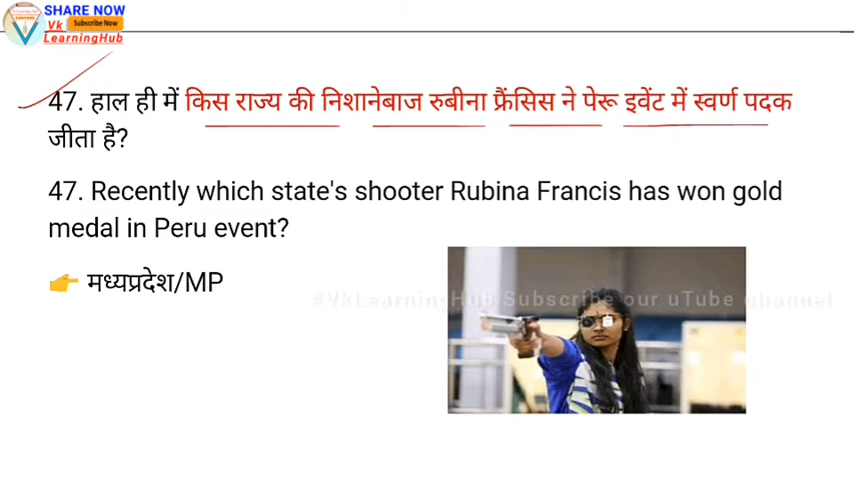 SHARE NOW
Vk Subscribe Now
LearningHub
47. हाल ही में किस राज्य की निशानेबाज रुबीना फ्रैंसिस ने पेरू इवेंट में स्वर्ण पदक
जीता है?
47. Recently which state's shooter Rubina Francis has won gold
medal in Peru event?
👉 मध्यप्रदेश/MP
#VkLearningHub Subscribe our uTube channel